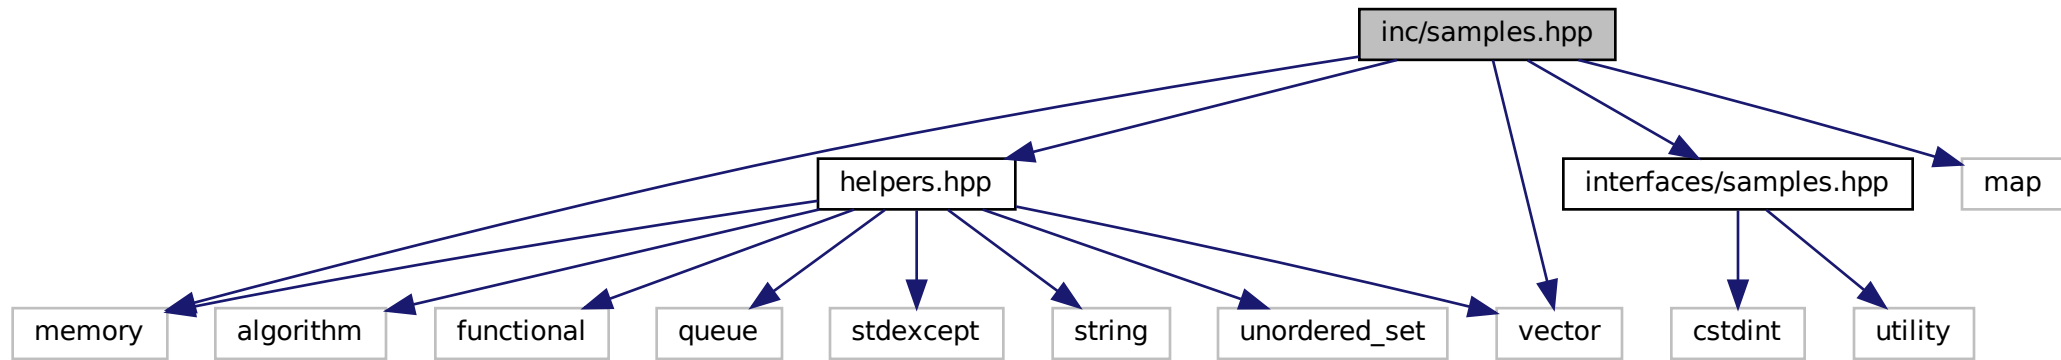 inc/samples.hpp
helpers.hpp
interfaces/samples.hpp
map
memory
algorithm
functional
queue
stdexcept
string
unordered_set
vector
cstdint
utility